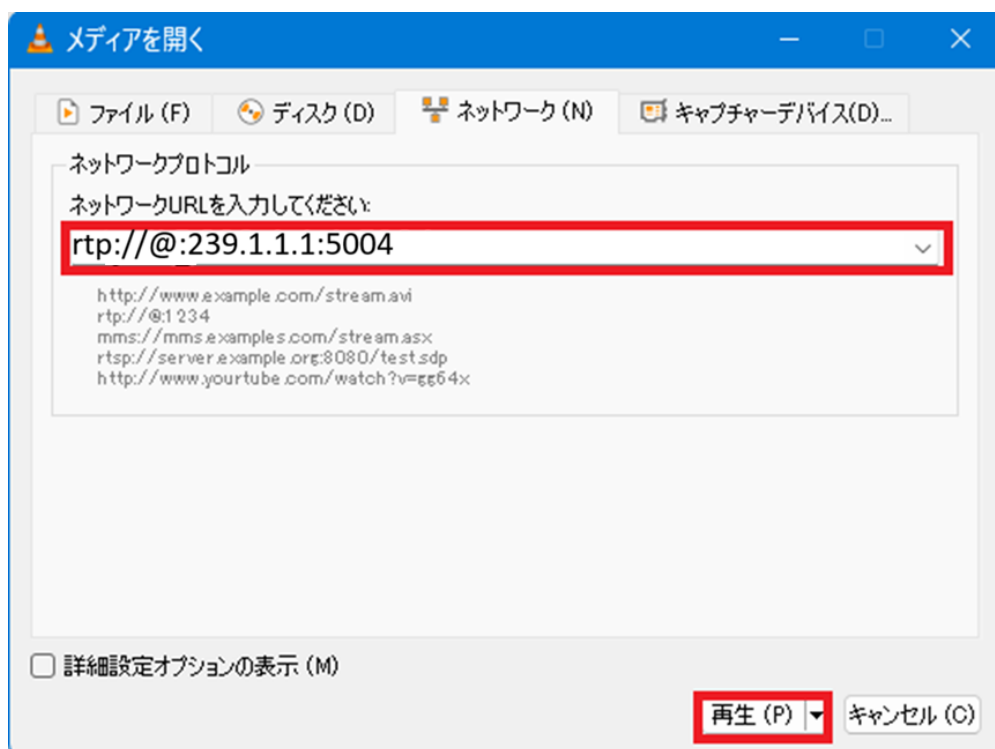 メディアを開く
ファイル (F) ディスク (D) ネットワーク (N) キャプチャーデバイス(D)...
ネットワークプロトコル
ネットワークURLを入力してください:
rtp://@:239.1.1.1:5004
http://www.example.com/stream.avi
rtp://@:1234
mms://mms.examples.com/stream.asx
rtsp://server.example.org:8080/test.sdp
http://www.yourtube.com/watch?v=gg64x
詳細設定オプションの表示 (M)
再生 (P) キャンセル (C)